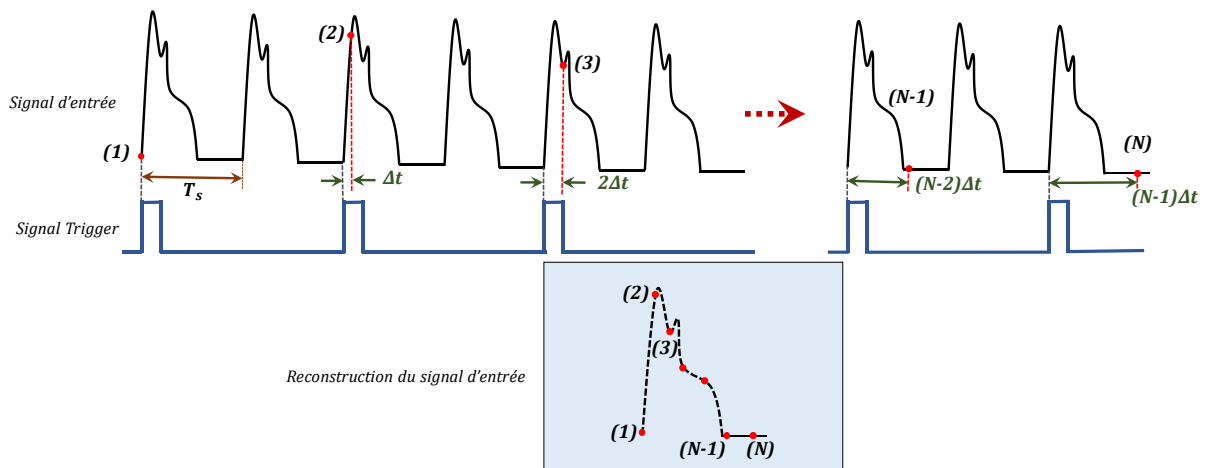 (2)
(3)
(N-1)
Signal d'entrée
(1)
(N)
T_s
Δt
2Δt
(N-2)Δt
(N-1)Δt
Signal Trigger
(2)
(3)
Reconstruction du signal d'entrée
(1)
(N-1)
(N)